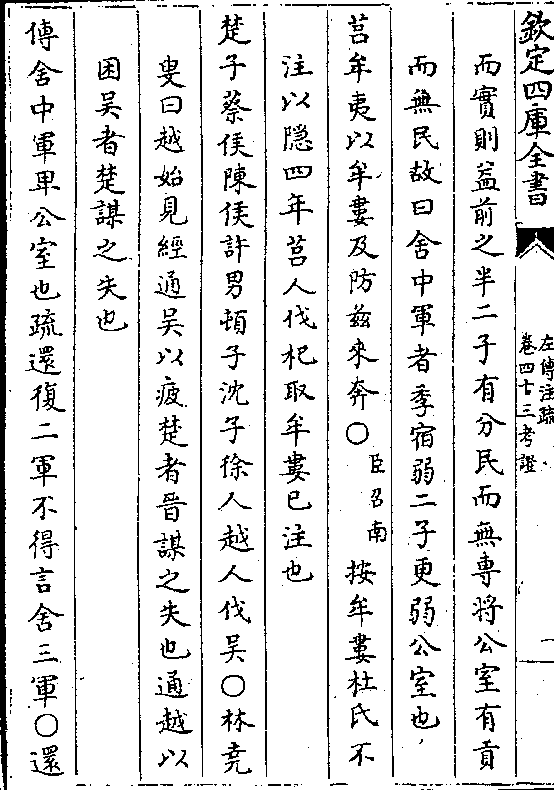 欽定四庫全書
左傳注疏
卷四十三考證
一
而實則益前之半二子有分民而無專將公室有貢
而無民故曰舍中軍者季宿弱二子更弱公室也
莒牟夷以牟婁及防兹來奔○臣召南按牟婁杜氏不
注以隱四年莒人伐杞取牟婁已注也
楚子蔡侯陳侯許男頓子沈子徐人越人伐吳○林堯
叟曰越始見經通吳以疲楚者晉謀之失也通越以
困吳者楚謀之失也
傳舍中軍卑公室也疏還復二軍不得言舍三軍○還